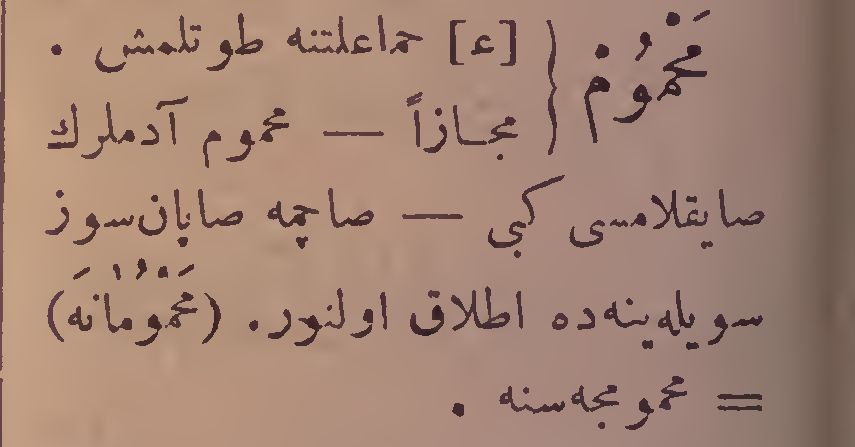 مَحْمُومْ { [ع] حماعلتنه طوتلمش .
مجازاً — محموم آدملرك
صايقلامسى كبى — صاچمه صاپان سوز
سويله ينه ده اطلاق اولنور. (مَحْمُومَانَه)
= محمومجه سنه .